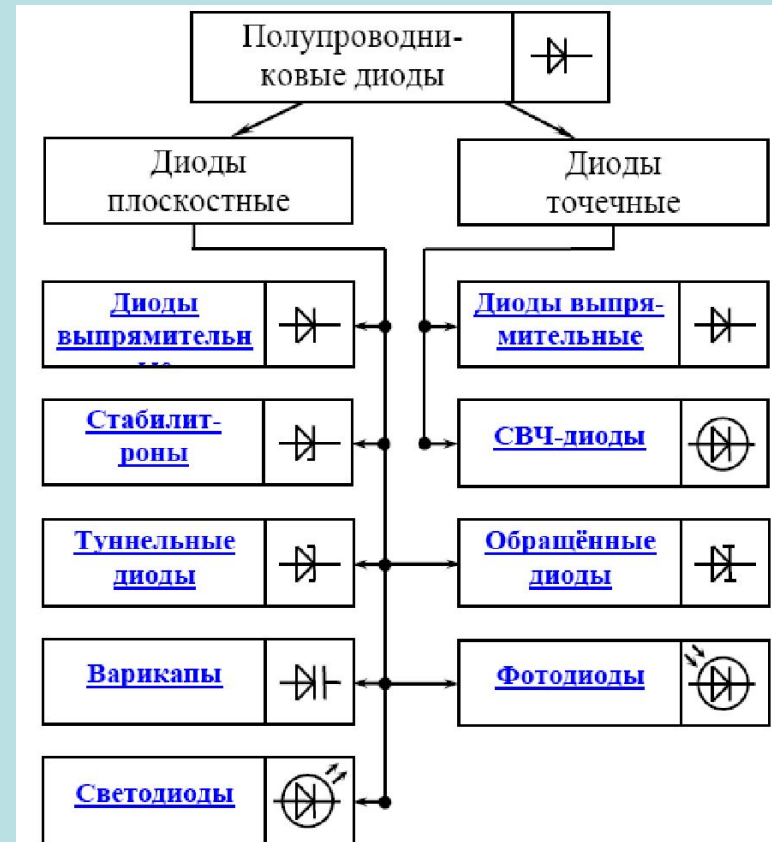 Полупроводни-
ковые диоды
Диоды
плоскостные
Диоды
точечные
Диоды
выпрямительн
Диоды выпря-
мительные
Стабилит-
роны
СВЧ-диоды
Туннельные
диоды
Обращённые
диоды
Варикапы
Фотодиоды
Светодиоды